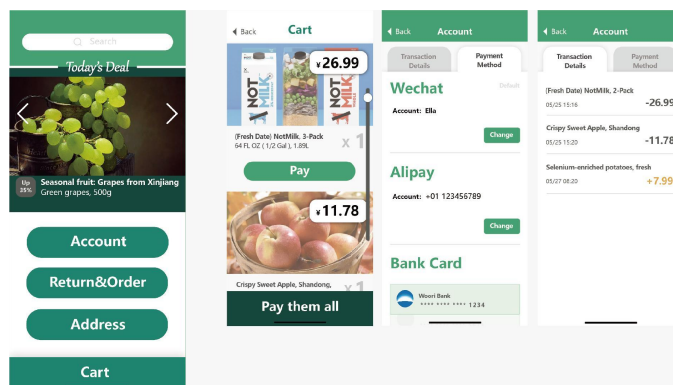 Search
Today's Deal
Up
35%
Seasonal fruit: Grapes from Xinjiang
Green grapes, 500g
Account
Return&Order
Address
Cart
Back
Cart
¥ 26.99
NOT
MILK
NOT
MILK
(Fresh Date) NotMilk, 3-Pack
64 FL OZ ( 1/2 Gal ), 1.89L
X 1
Pay
¥ 11.78
Crispy Sweet Apple, Shandong,
X 1
Pay them all
Back
Account
Transaction
Details
Payment
Method
Wechat
Default
Account: Ella
Change
Alipay
Account: +01 123456789
Change
Bank Card
Woori Bank
**** **** **** 1234
Back
Account
Transaction
Details
Payment
Method
(Fresh Date) NotMilk, 2-Pack
05/25 15:16
-26.99
Crispy Sweet Apple, Shandong
05/25 15:20
-11.78
Selenium-enriched potatoes, fresh
05/27 08:20
+7.99